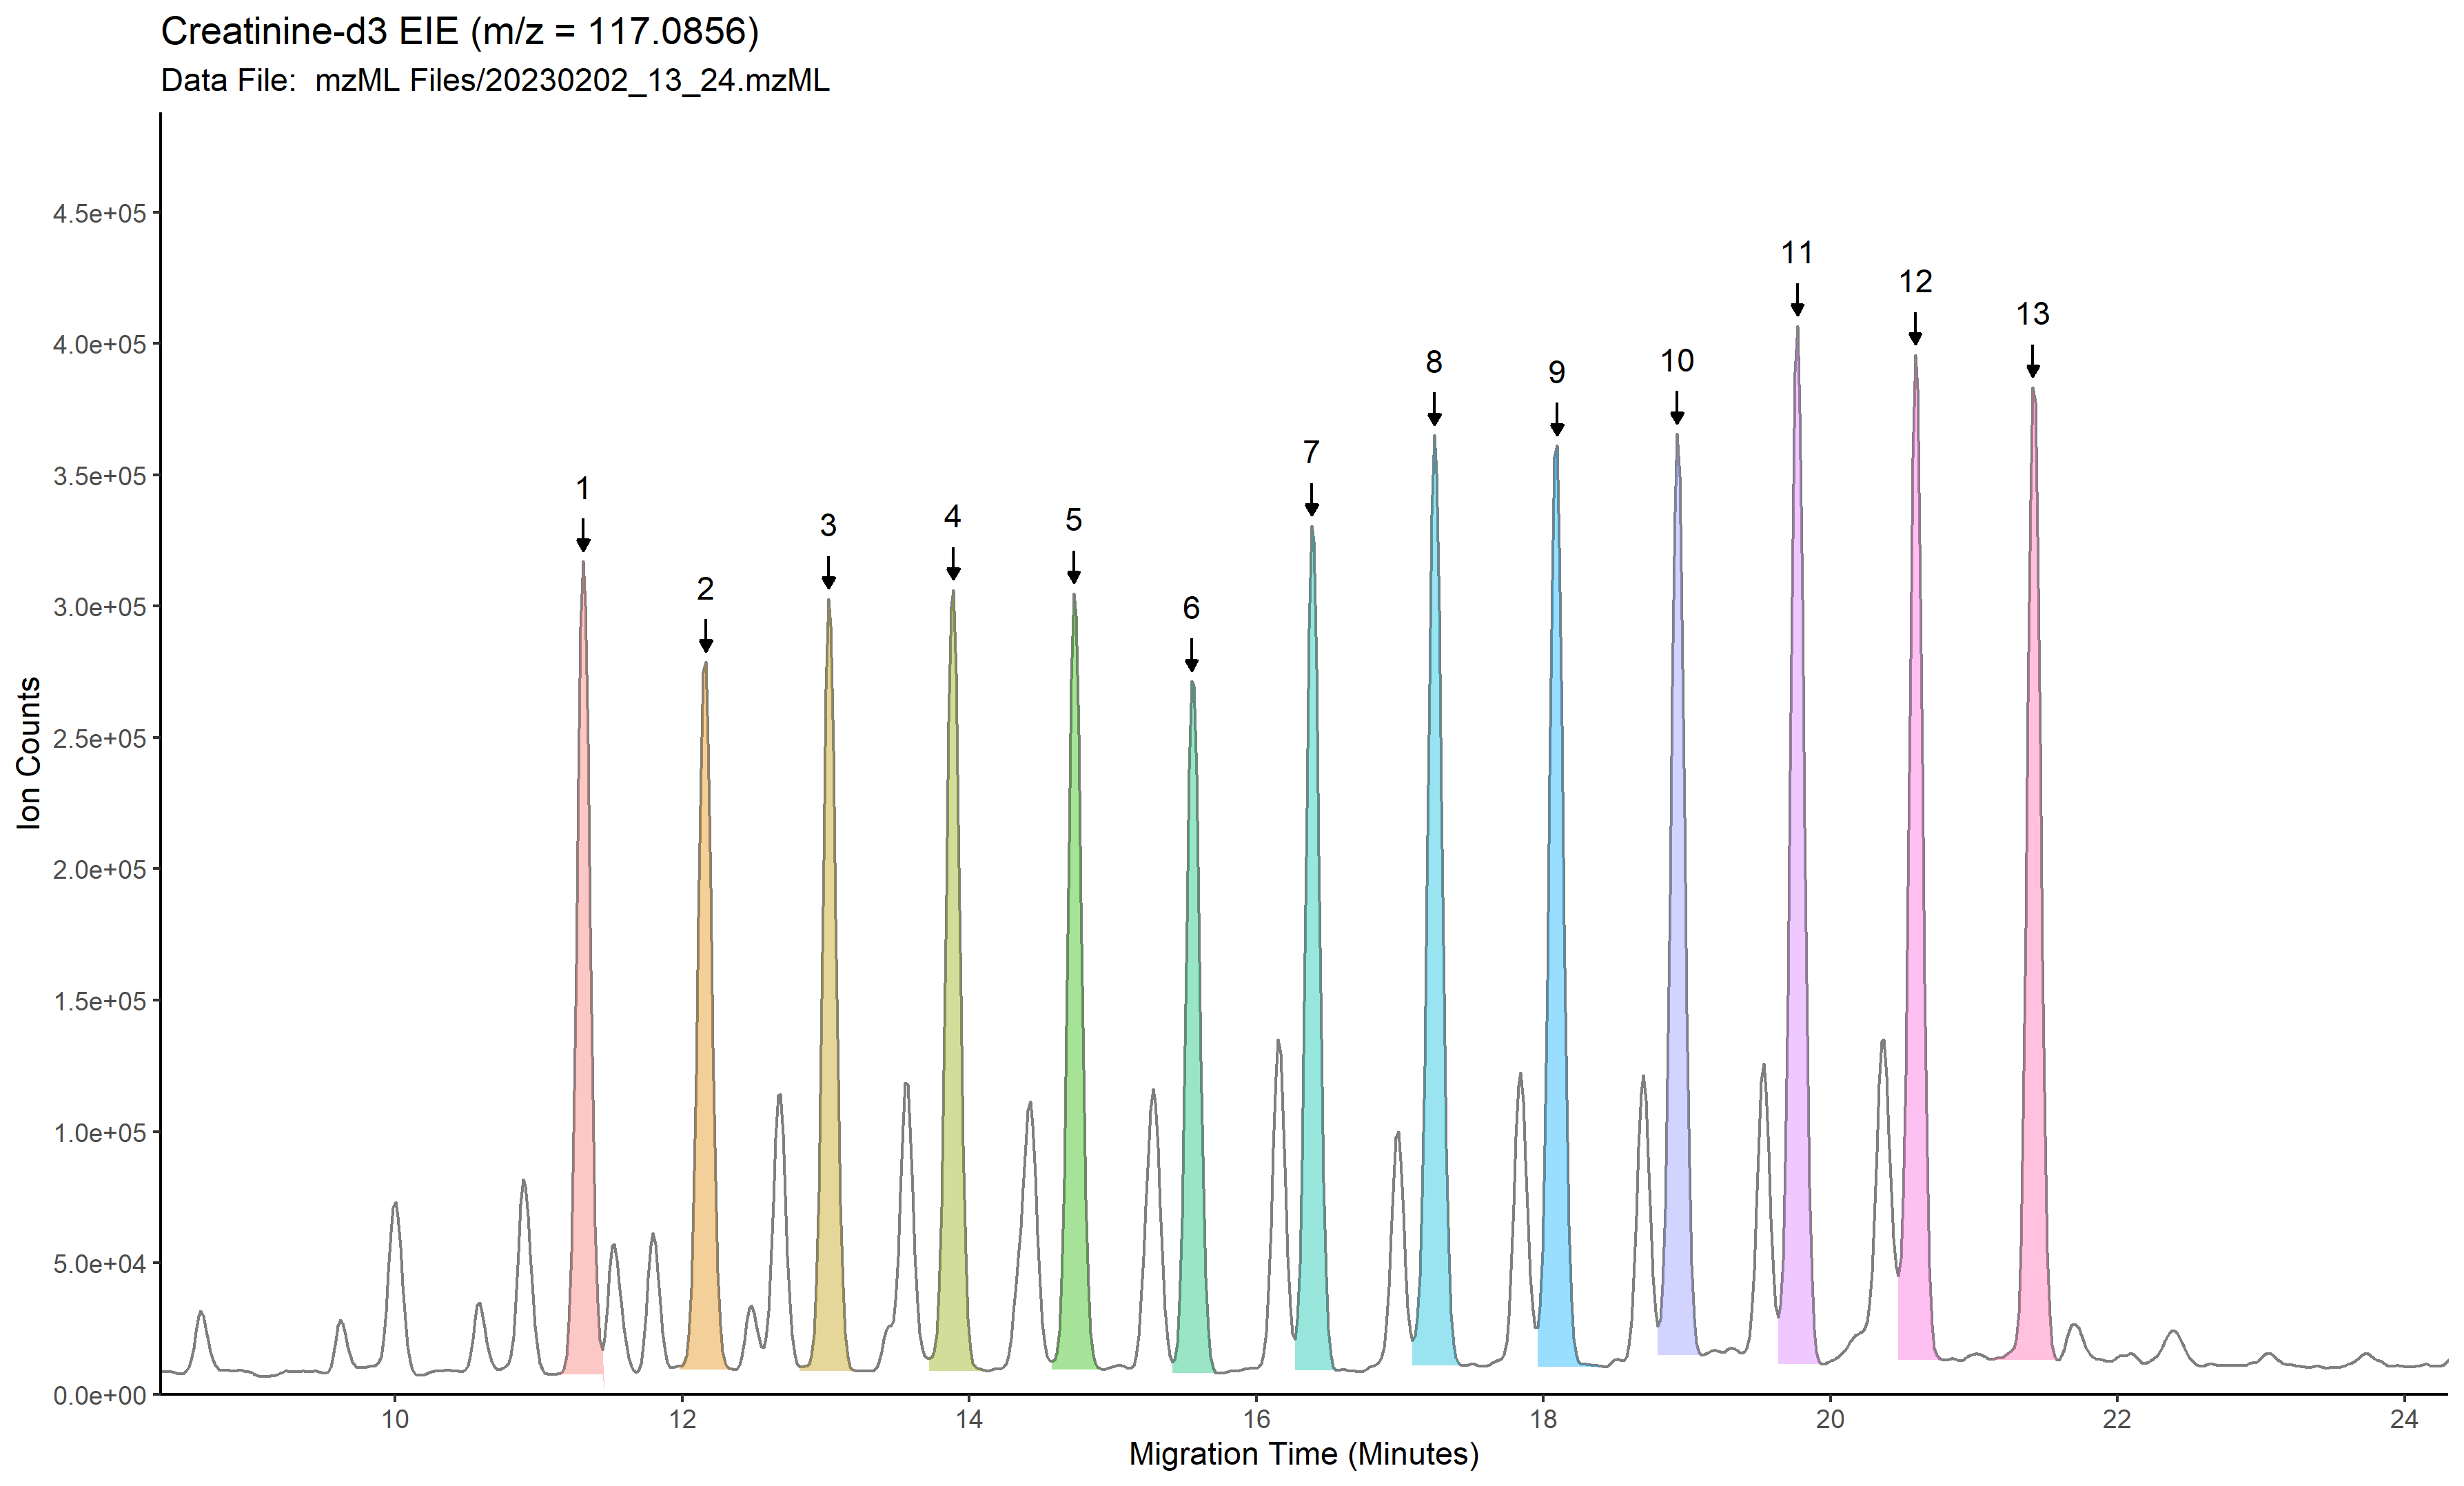 Creatinine-d3 EIE (m/z = 117.0856)
Data File:  mzML Files/20230202_13_24.mzML
4.5e+05
4.0e+05
3.5e+05
3.0e+05
2.5e+05
2.0e+05
1.5e+05
1.0e+05
5.0e+04
0.0e+00
Ion Counts
1
2
3
4
5
6
7
8
9
10
11
12
13
10
12
14
16
18
20
22
24
Migration Time (Minutes)